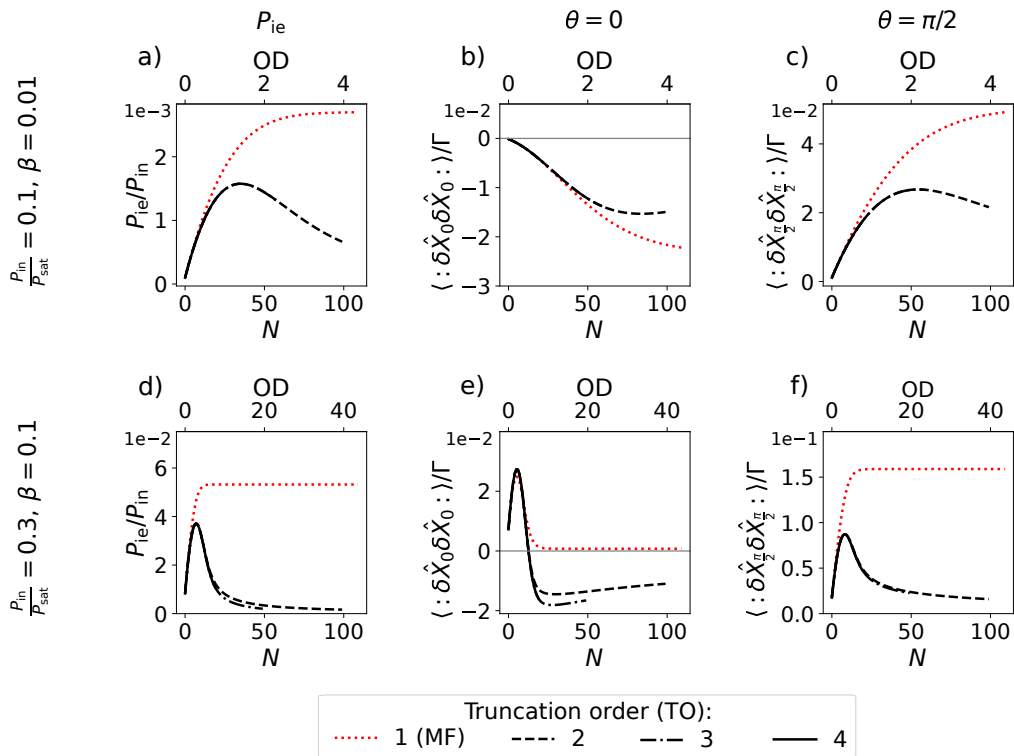 P_ie
θ = 0
θ = π/2
P_in/P_sat = 0.1, β = 0.01
a)
OD
0 2 4
1e−3
P_ie/P_in
2
1
0
0 50 100
N
b)
OD
0 2 4
1e−2
⟨: δX̂_0 δX̂_0 :⟩/Γ
0
−1
−2
−3
0 50 100
N
c)
OD
0 2 4
1e−2
⟨: δX̂_{π/2} δX̂_{π/2} :⟩/Γ
4
2
0
0 50 100
N
P_in/P_sat = 0.3, β = 0.1
d)
OD
0 20 40
1e−2
P_ie/P_in
6
4
2
0
0 50 100
N
e)
OD
0 20 40
1e−2
⟨: δX̂_0 δX̂_0 :⟩/Γ
2
0
−2
0 50 100
N
f)
OD
0 20 40
1e−1
⟨: δX̂_{π/2} δX̂_{π/2} :⟩/Γ
1.5
1.0
0.5
0.0
0 50 100
N
Truncation order (TO):
1 (MF) 2 3 4